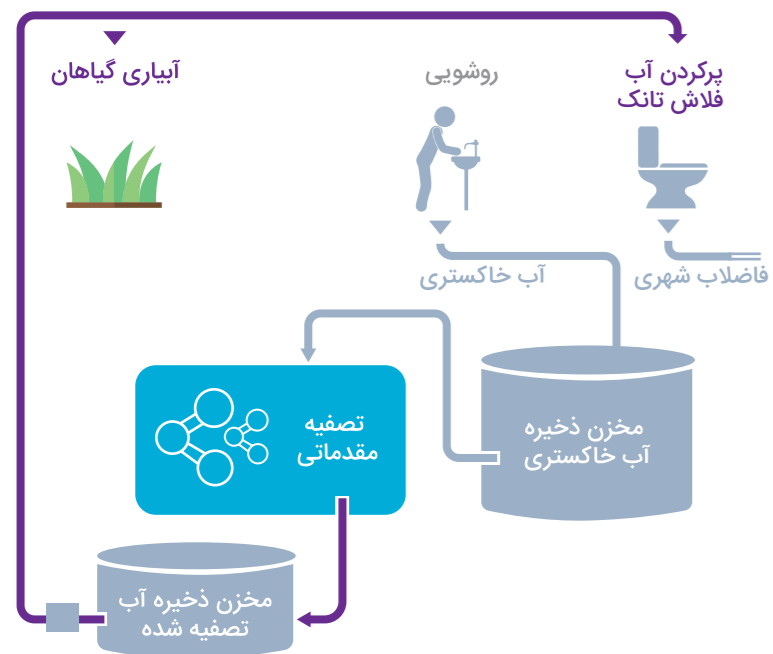 پرکردن آب
فلاش تانک
روشویی
آبیاری گیاهان
فاضلاب شهری
آب خاکستری
مخزن ذخیره
آب خاکستری
تصفیه
مقدماتی
مخزن ذخیره آب
تصفیه شده